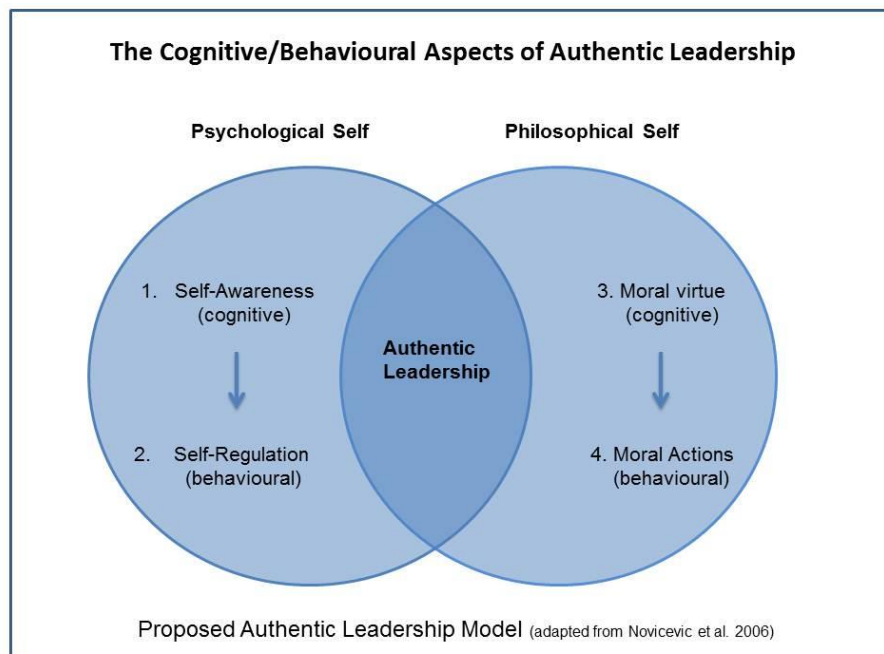 The Cognitive/Behavioural Aspects of Authentic Leadership
Psychological Self
Philosophical Self
1. Self-Awareness
(cognitive)
2. Self-Regulation
(behavioural)
Authentic
Leadership
3. Moral virtue
(cognitive)
4. Moral Actions
(behavioural)
Proposed Authentic Leadership Model (adapted from Novicevic et al. 2006)